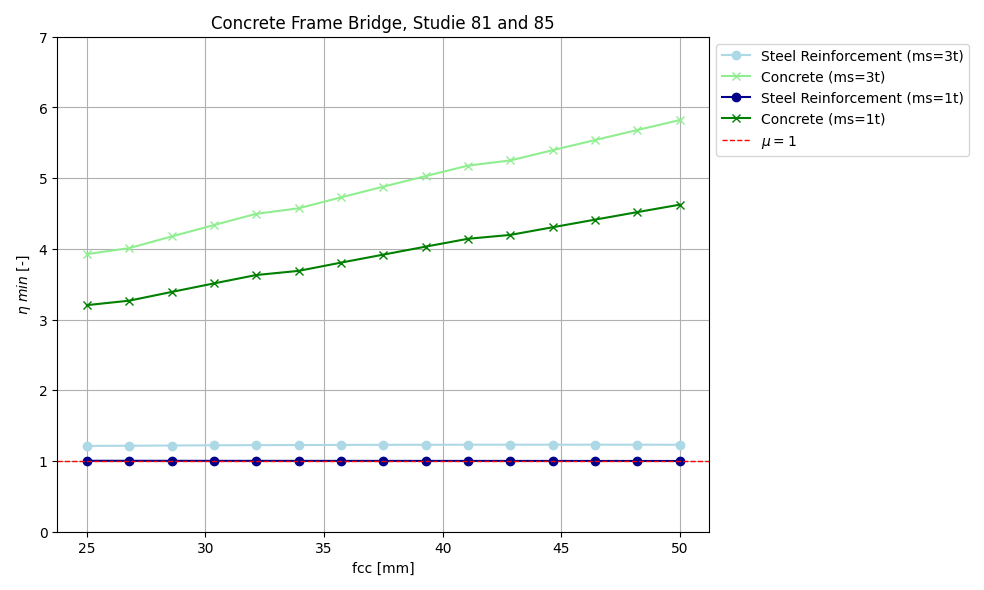 Concrete Frame Bridge, Studie 81 and 85
7
6
5
4
3
2
1
0
η min [-]
25
30
35
40
45
50
fcc [mm]
Steel Reinforcement (ms=3t)
Concrete (ms=3t)
Steel Reinforcement (ms=1t)
Concrete (ms=1t)
μ = 1